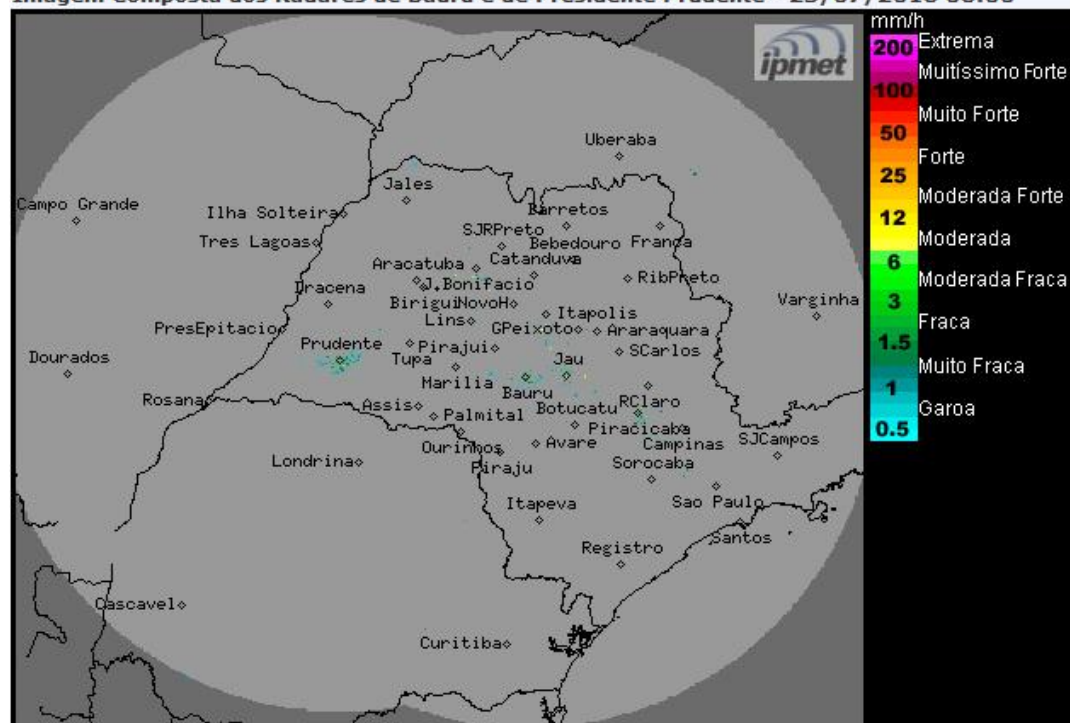 mm/h
200 Extrema
Muitíssimo Forte
100
Muito Forte
50
Forte
25
Moderada Forte
12
Moderada
6
Moderada Fraca
3
Fraca
1.5
Muito Fraca
1
Garoa
0.5
ipmet
Uberaba
Jales
Campo Grande
Ilha Solteira
Barretos
SJRPreto
Tres Lagoas
Bebedouro
Franca
Aracatuba
Catanduva
J.Bonifacio
RibPreto
Dracena
Birigui
NovoH
Itapolis
Varginha
Lins
GPeixoto
Araraquara
PresEpitacio
Prudente
Pirajui
SCarlos
Dourados
Tupa
Jau
Marilia
Bauru
RClaro
Rosana
Assis
Palmital
Botucatu
Piracicaba
Ourinhos
Avare
Campinas
SJCampos
Londrina
Piraju
Sorocaba
Itapeva
Sao Paulo
Santos
Registro
Cascavel
Curitiba